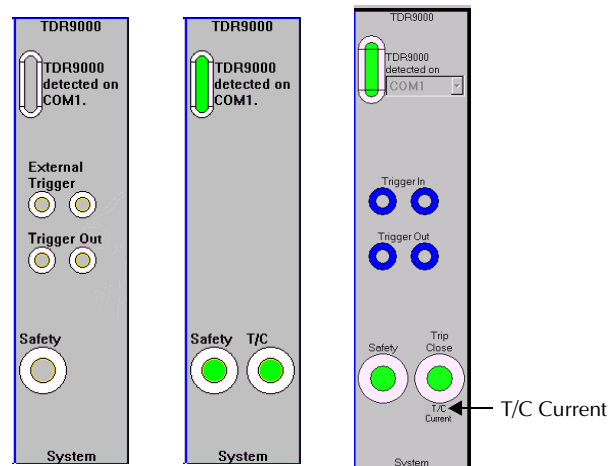 TDR9000
TDR9000
detected on
COM1.
External
Trigger
Trigger Out
Safety
System
TDR9000
TDR9000
detected on
COM1.
Safety T/C
System
TDR9000
TDR9000
detected on
COM1
Trigger In
Trigger Out
Trip
Close
Safety
T/C
Current
T/C Current
System